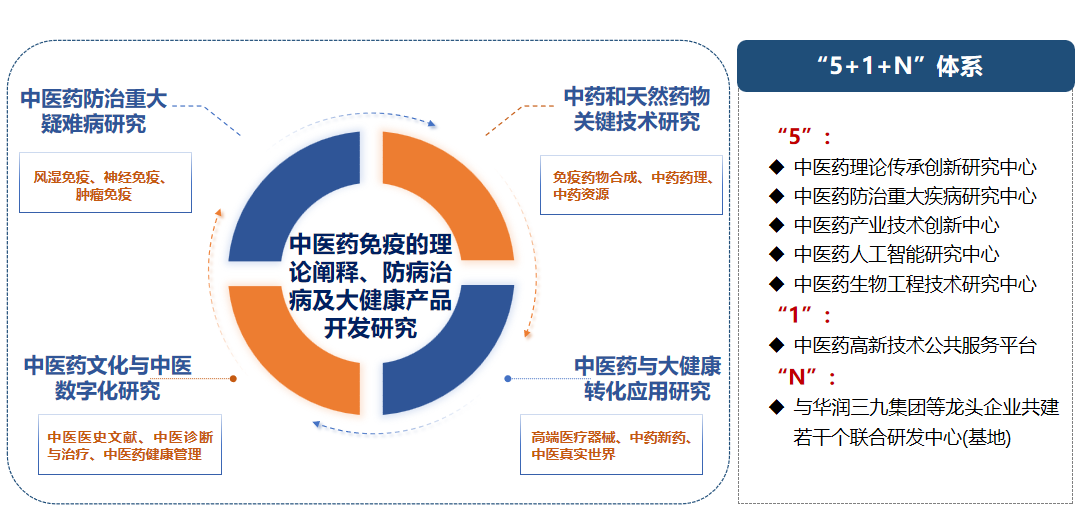 中医药防治重大
疑难病研究
风湿免疫、神经免疫、
肿瘤免疫
中药和天然药物
关键技术研究
免疫药物合成、中药药理、
中药资源
中医药免疫的理
论阐释、防病治
病及大健康产品
开发研究
中医药文化与中医
数字化研究
中医医史文献、中医诊断
与治疗、中医药健康管理
中医药与大健康
转化应用研究
高端医疗器械、中药新药、
中医真实世界
“5+1+N”体系
“5”：
◆ 中医药理论传承创新研究中心
◆ 中医药防治重大疾病研究中心
◆ 中医药产业技术创新中心
◆ 中医药人工智能研究中心
◆ 中医药生物工程技术研究中心
“1”：
◆ 中医药高新技术公共服务平台
“N”：
◆ 与华润三九集团等龙头企业共建
若干个联合研发中心(基地)